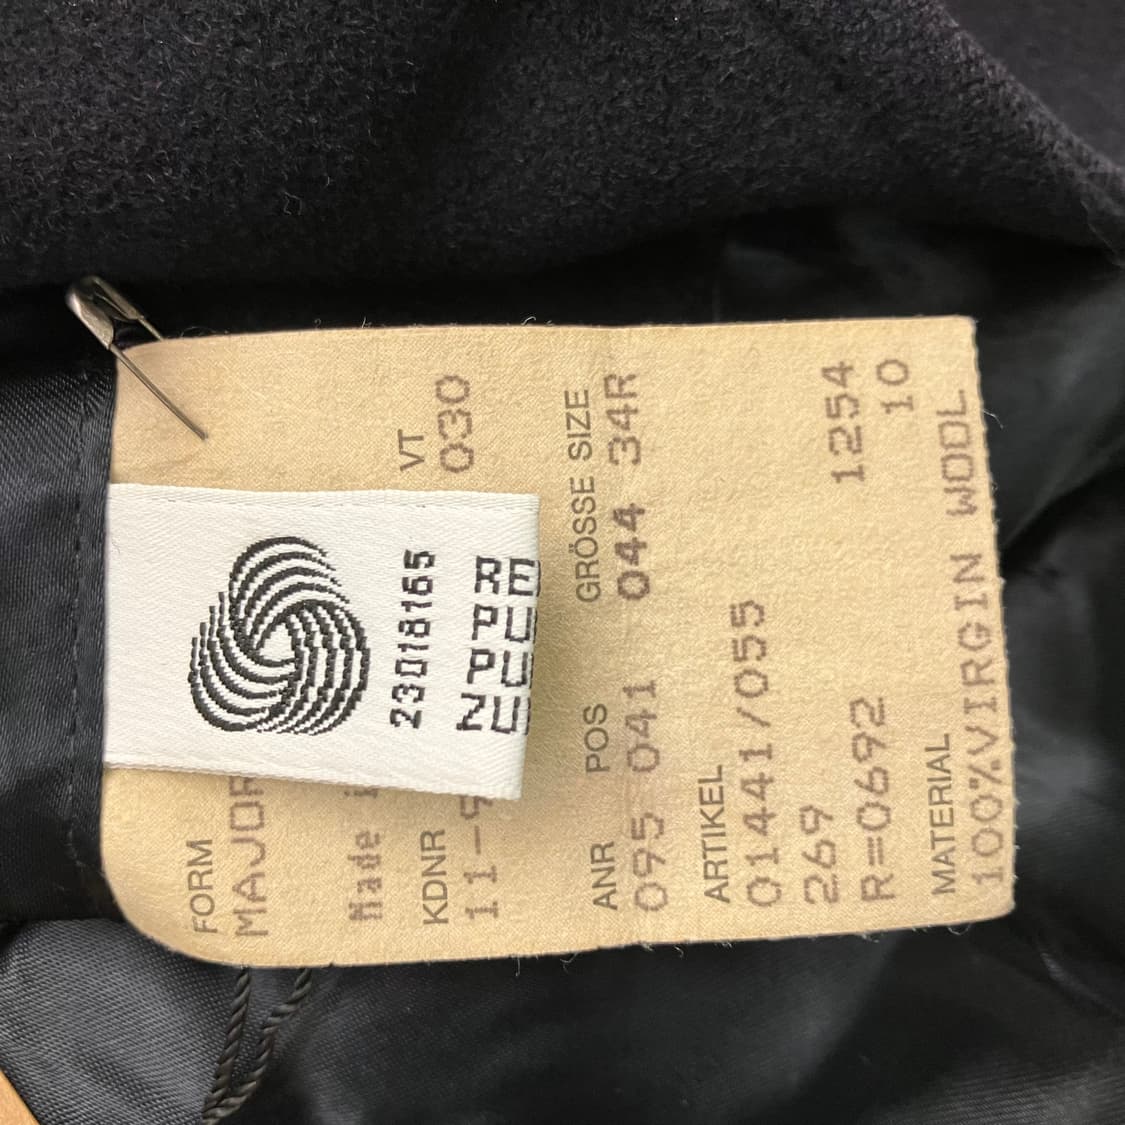 FORM
MAJOR
Made
KDNR VT
11-9 030
ANR POS GRÖSSE SIZE
095 041 044 34R
ARTIKEL
01441/055
269 1254
R=0692 10
MATERIAL
100%VIRGIN WOOL
23018165
RE
PU
PU
NU